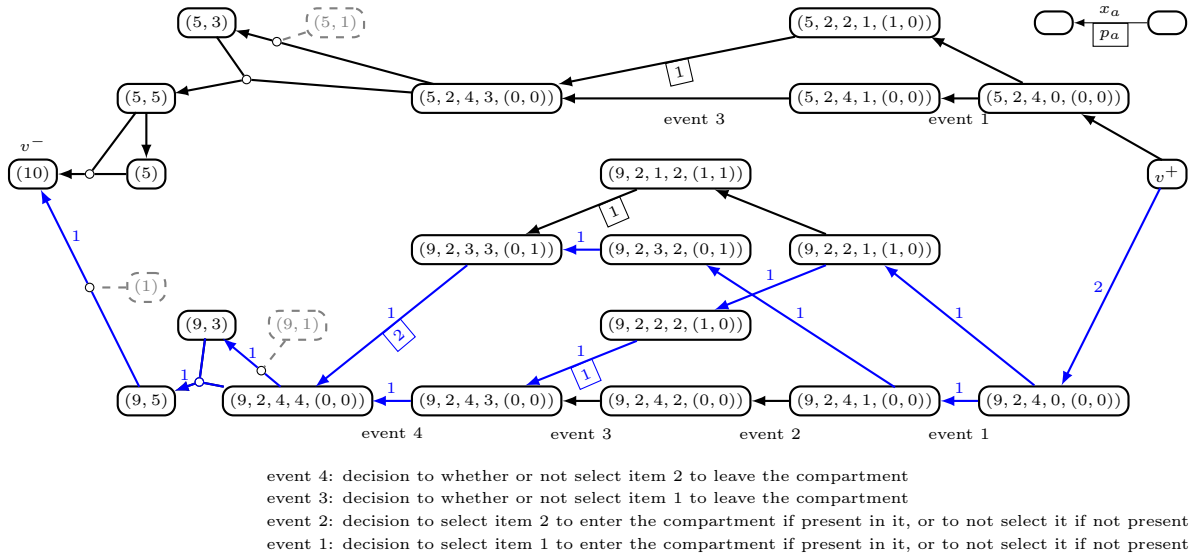 (5, 3)
(5, 1)
(5, 2, 2, 1, (1, 0))
x_a
p_a
1
(5, 5)
(5, 2, 4, 3, (0, 0))
(5, 2, 4, 1, (0, 0))
(5, 2, 4, 0, (0, 0))
event 3
event 1
v^-
(10)
(5)
(9, 2, 1, 2, (1, 1))
v^+
1
1
(9, 2, 3, 3, (0, 1))
1
(9, 2, 3, 2, (0, 1))
(9, 2, 2, 1, (1, 0))
1
(1)
2
1
1
1
(9, 3)
(9, 1)
2
(9, 2, 2, 2, (1, 0))
1
1
1
1
(9, 5)
(9, 2, 4, 4, (0, 0))
1
(9, 2, 4, 3, (0, 0))
(9, 2, 4, 2, (0, 0))
(9, 2, 4, 1, (0, 0))
1
(9, 2, 4, 0, (0, 0))
event 4
event 3
event 2
event 1
event 4: decision to whether or not select item 2 to leave the compartment
event 3: decision to whether or not select item 1 to leave the compartment
event 2: decision to select item 2 to enter the compartment if present in it, or to not select it if not present
event 1: decision to select item 1 to enter the compartment if present in it, or to not select it if not present